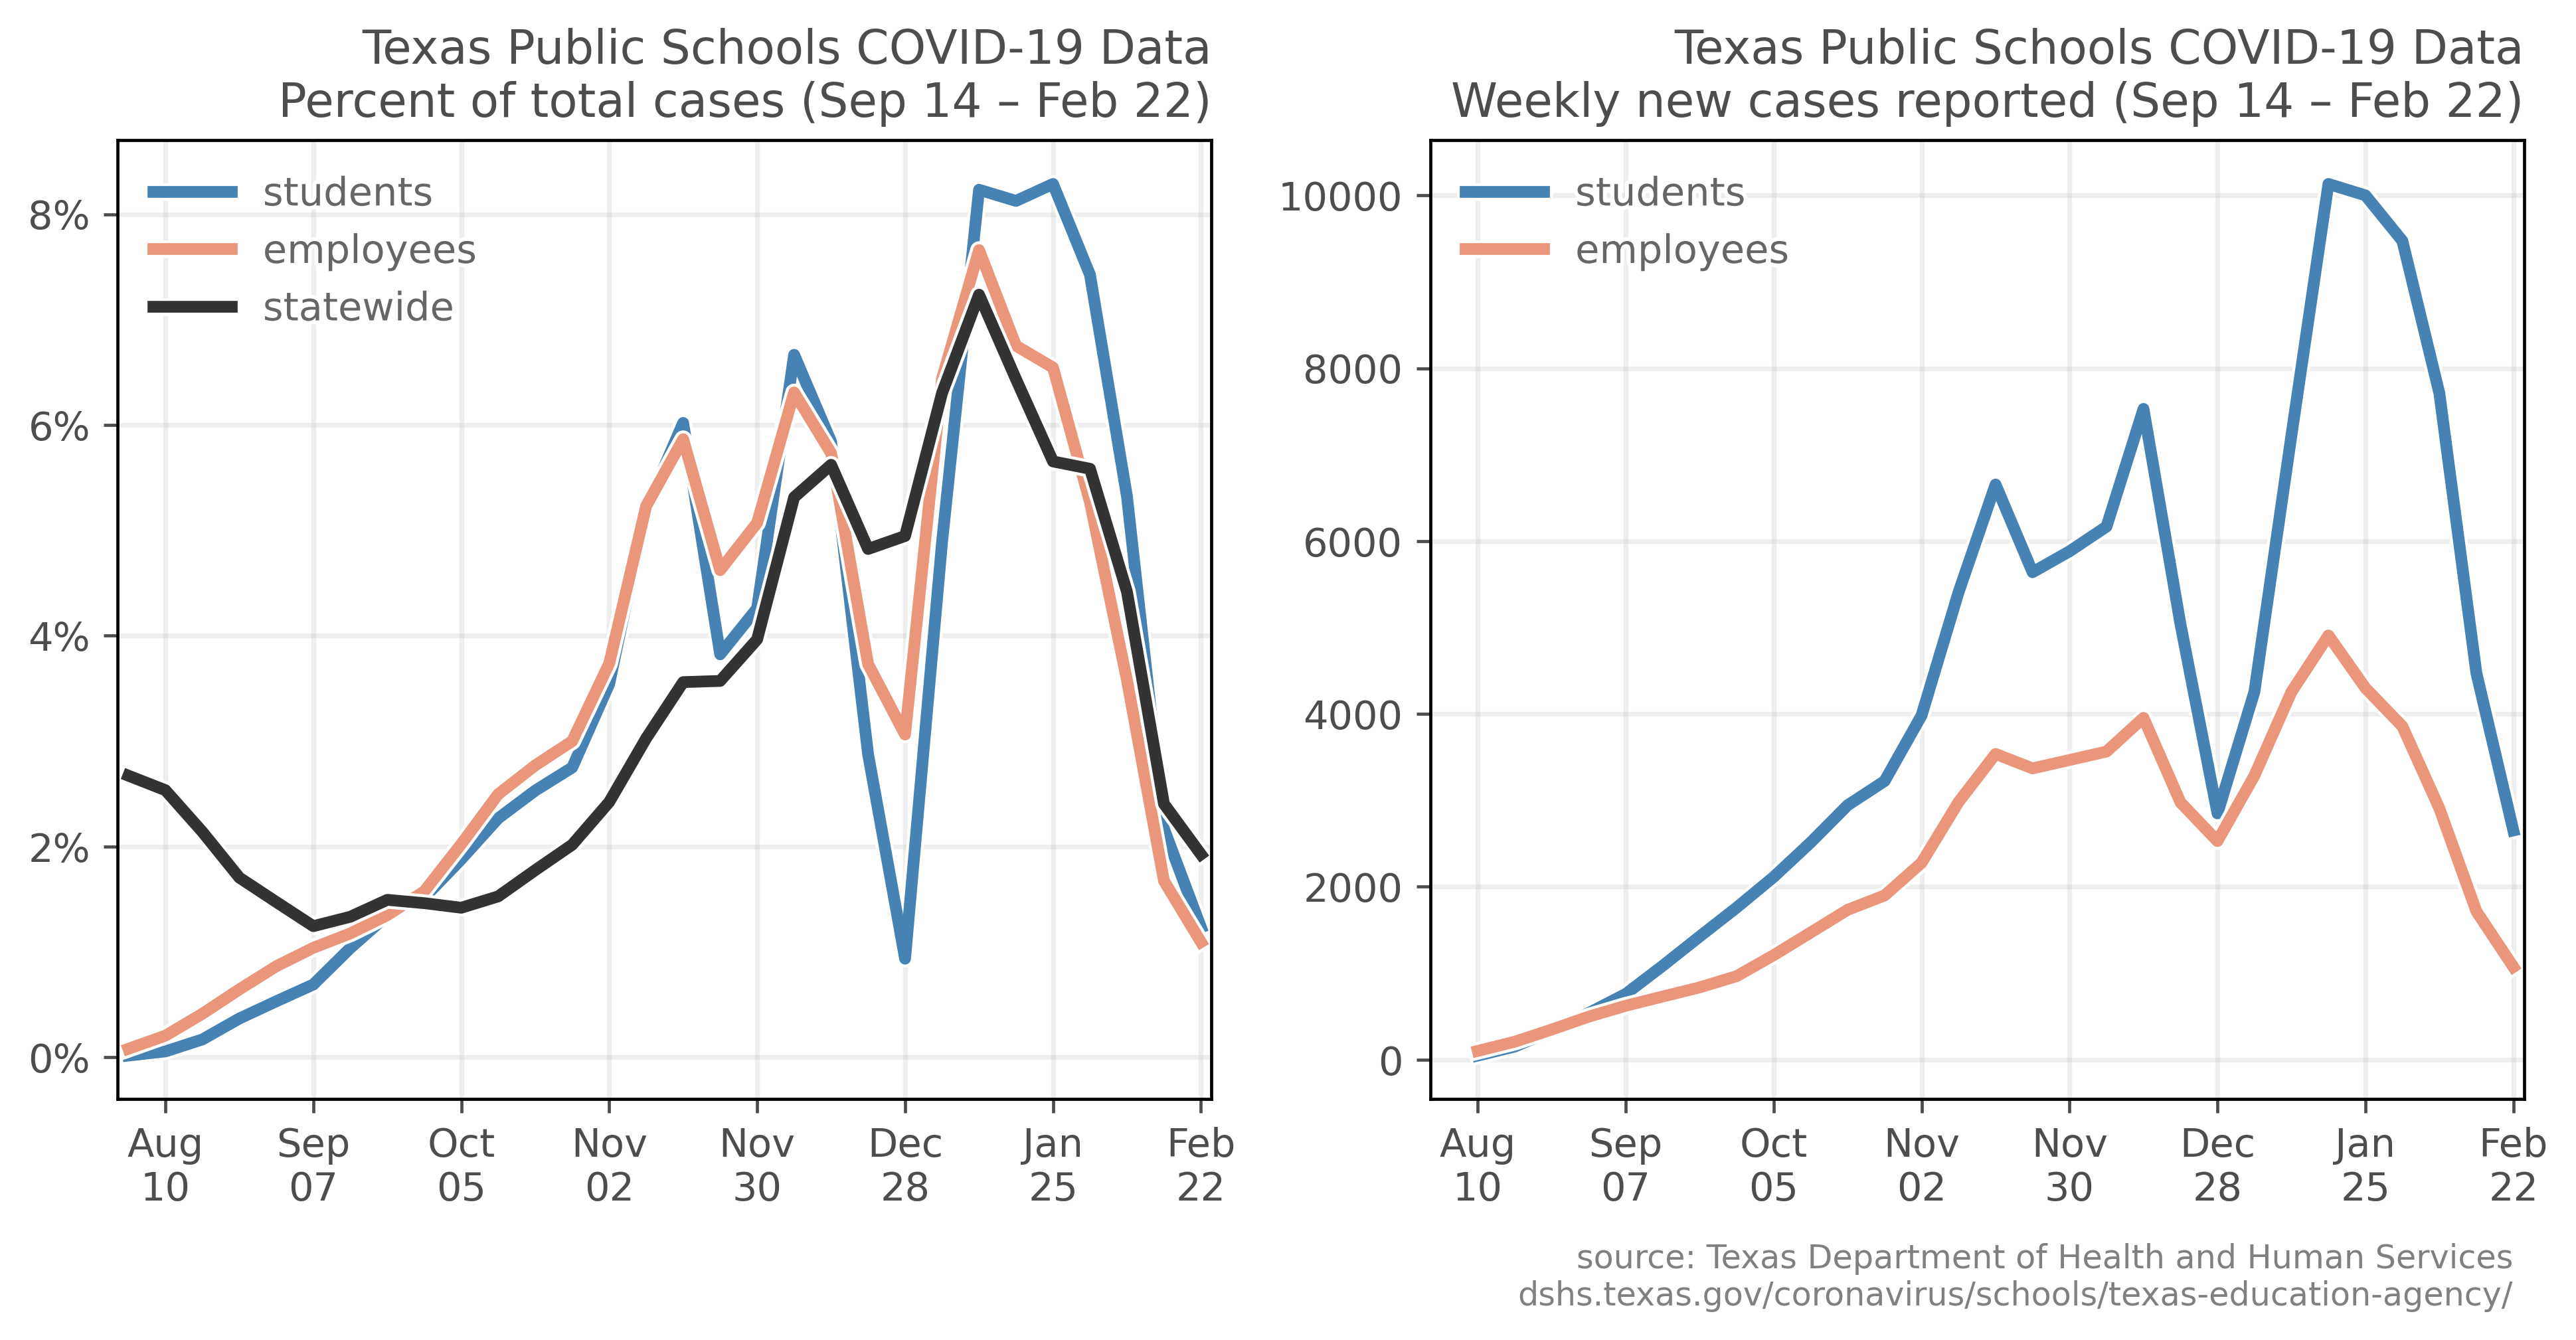 Texas Public Schools COVID-19 Data
Percent of total cases (Sep 14 – Feb 22)
students
employees
statewide
8%
6%
4%
2%
0%
Aug 10
Sep 07
Oct 05
Nov 02
Nov 30
Dec 28
Jan 25
Feb 22
Texas Public Schools COVID-19 Data
Weekly new cases reported (Sep 14 – Feb 22)
students
employees
10000
8000
6000
4000
2000
0
Aug 10
Sep 07
Oct 05
Nov 02
Nov 30
Dec 28
Jan 25
Feb 22
source: Texas Department of Health and Human Services
dshs.texas.gov/coronavirus/schools/texas-education-agency/